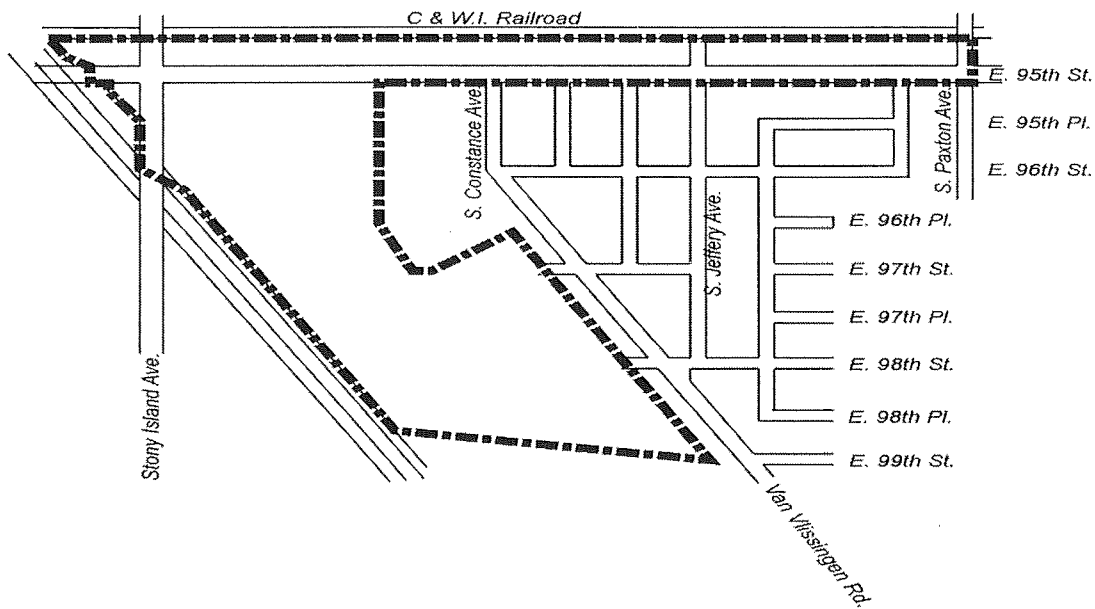 C & W.I. Railroad
E. 95th St.
E. 95th Pl.
E. 96th St.
E. 96th Pl.
E. 97th St.
E. 97th Pl.
E. 98th St.
E. 98th Pl.
E. 99th St.
S. Constance Ave.
S. Jeffery Ave.
S. Paxton Ave.
Stony Island Ave.
Van Vlissingen Rd.